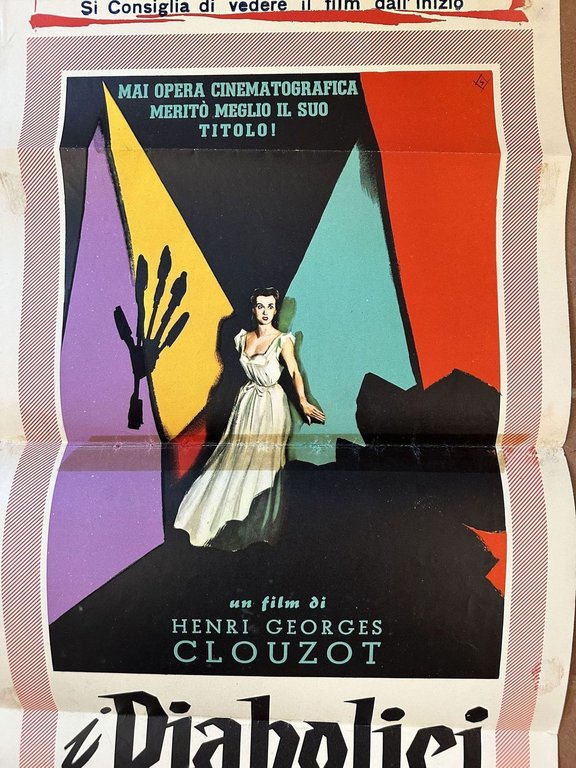 Si Consiglia di vedere il film dall'inizio
MAI OPERA CINEMATOGRAFICA
MERITÒ MEGLIO IL SUO
TITOLO!
un film di
HENRI GEORGES
CLOUZOT
i Diabolici